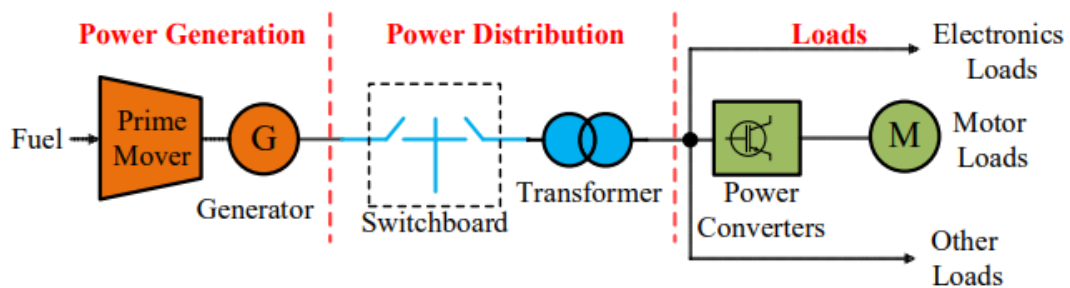 Power Generation
Power Distribution
Loads
Electronics
Loads
Fuel
Prime
Mover
G
M
Motor
Loads
Generator
Switchboard
Transformer
Power
Converters
Other
Loads